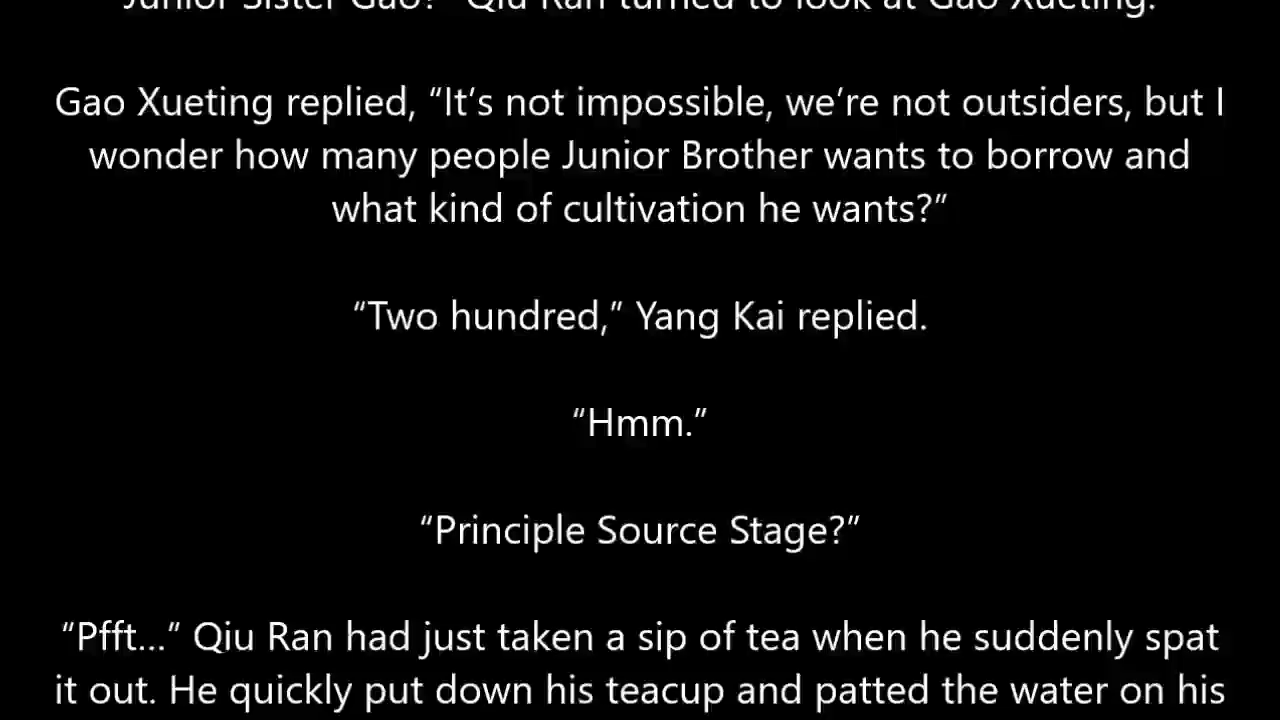 Junior Sister Gao?” Qiu Ran turned to look at Gao Xueting.
Gao Xueting replied, “It’s not impossible, we’re not outsiders, but I
wonder how many people Junior Brother wants to borrow and
what kind of cultivation he wants?”
“Two hundred,” Yang Kai replied.
“Hmm.”
“Principle Source Stage?”
“Pfft…” Qiu Ran had just taken a sip of tea when he suddenly spat
it out. He quickly put down his teacup and patted the water on his